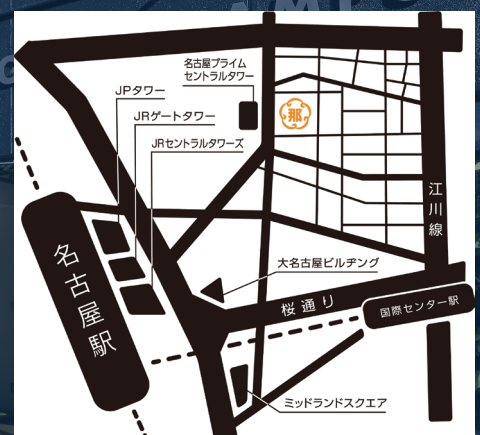 名古屋プライム
セントラルタワー
JPタワー
JRゲートタワー
JRセントラルタワーズ
那
江川線
名古屋駅
大名古屋ビルヂング
桜通り
国際センター駅
ミッドランドスクエア